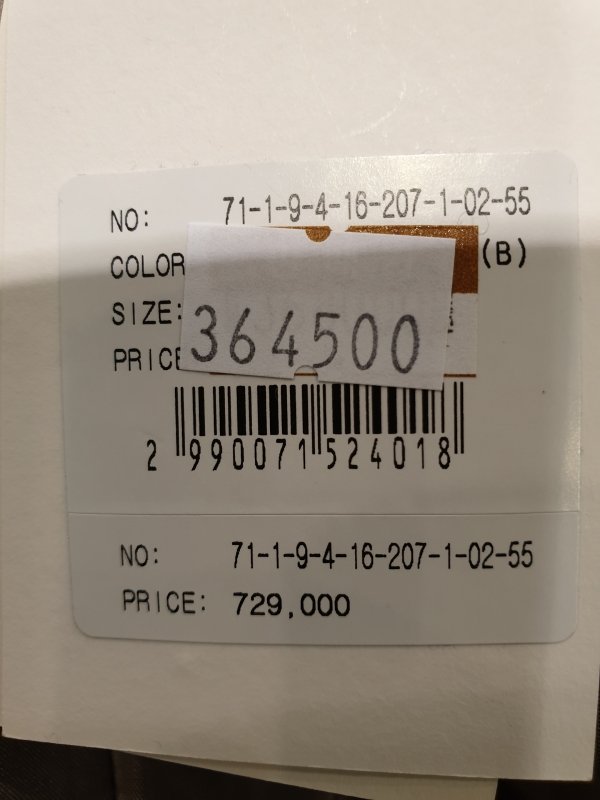 NO: 71-1-9-4-16-207-1-02-55
COLOR (B)
SIZE:
PRICE
364500
2 990071 524018
NO: 71-1-9-4-16-207-1-02-55
PRICE: 729,000